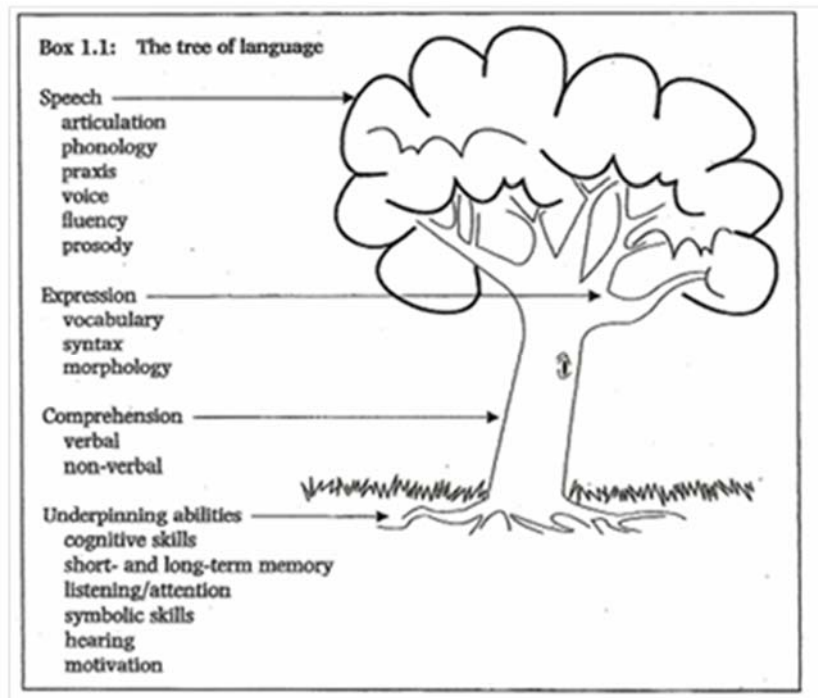 Box 1.1: The tree of language
Speech
articulation
phonology
praxis
voice
fluency
prosody
Expression
vocabulary
syntax
morphology
Comprehension
verbal
non-verbal
Underpinning abilities
cognitive skills
short- and long-term memory
listening/attention
symbolic skills
hearing
motivation